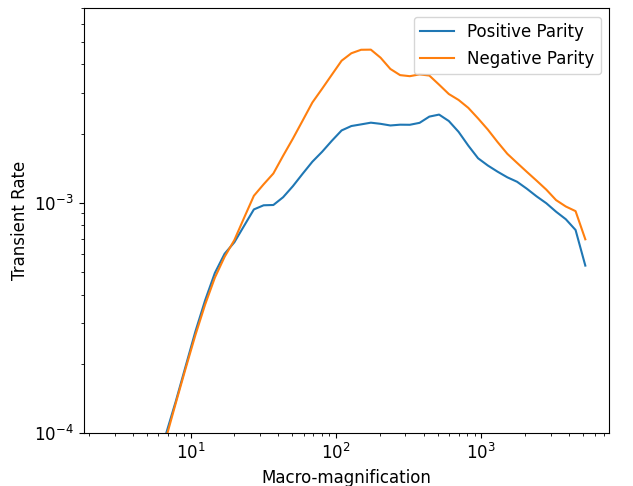 Positive Parity
Negative Parity
Transient Rate
10⁻³
10⁻⁴
10¹
10²
10³
Macro-magnification